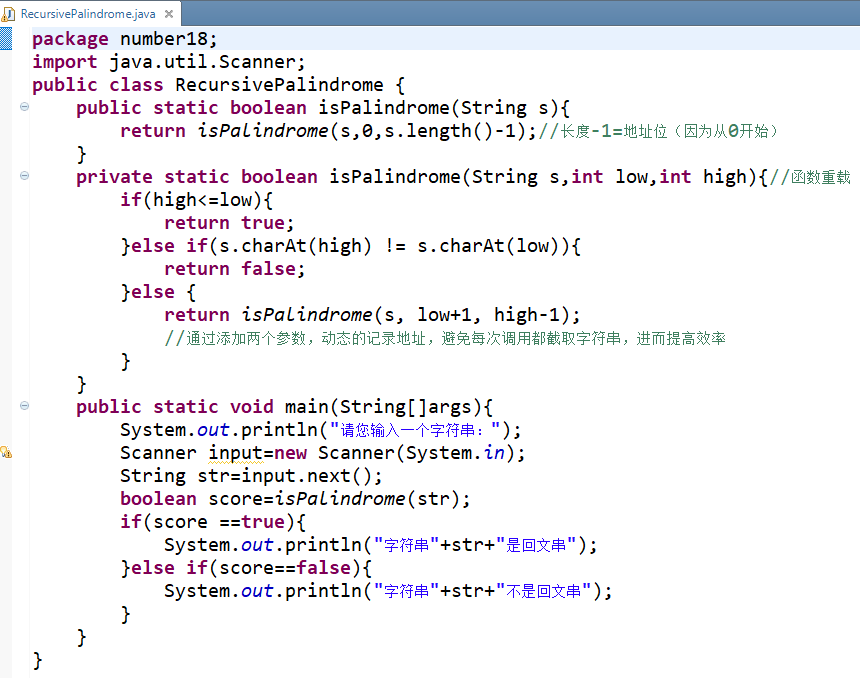 RecursivePalindrome.java
package number18;
import java.util.Scanner;
public class RecursivePalindrome {
    public static boolean isPalindrome(String s){
        return isPalindrome(s,0,s.length()-1);//长度-1=地址位（因为从0开始）
    }
    private static boolean isPalindrome(String s,int low,int high){//函数重载
        if(high<=low){
            return true;
        }else if(s.charAt(high) != s.charAt(low)){
            return false;
        }else {
            return isPalindrome(s, low+1, high-1);
            //通过添加两个参数，动态的记录地址，避免每次调用都截取字符串，进而提高效率
        }
    }
    public static void main(String[]args){
        System.out.println("请您输入一个字符串：");
        Scanner input=new Scanner(System.in);
        String str=input.next();
        boolean score=isPalindrome(str);
        if(score ==true){
            System.out.println("字符串"+str+"是回文串");
        }else if(score==false){
            System.out.println("字符串"+str+"不是回文串");
        }
    }
}